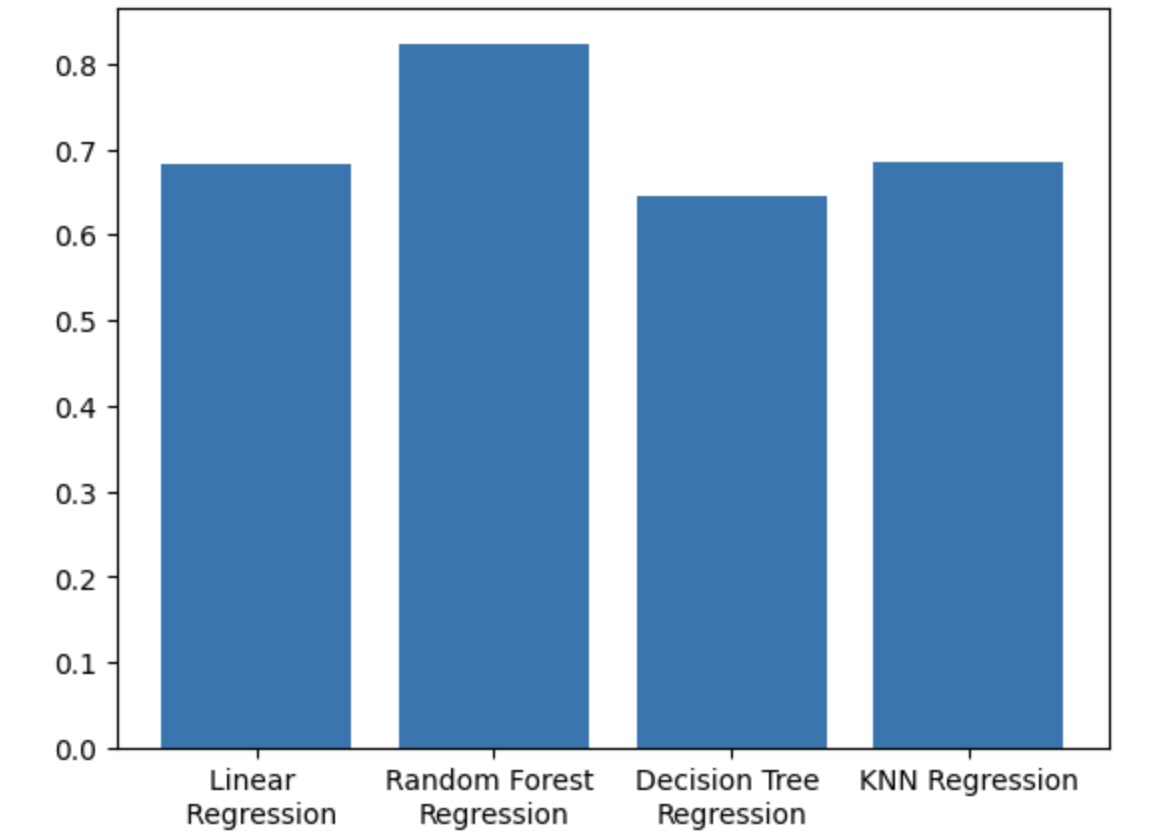 0.8
0.7
0.6
0.5
0.4
0.3
0.2
0.1
0.0
Linear Regression
Random Forest Regression
Decision Tree Regression
KNN Regression